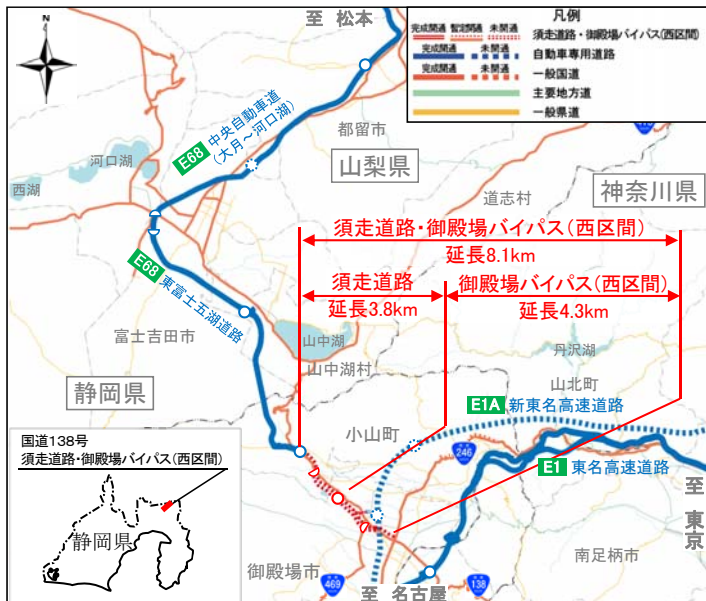 N
至 松本
凡例
完成開通 暫定開通 未開通
須走道路・御殿場バイパス(西区間)
完成開通 未開通
自動車専用道路
完成開通 未開通
一般国道
主要地方道
一般県道
E68 中央自動車道
(大月～河口湖)
都留市
山梨県
河口湖
西湖
道志村
神奈川県
須走道路・御殿場バイパス(西区間)
延長8.1km
須走道路
延長3.8km
御殿場バイパス(西区間)
延長4.3km
E68 東富士五湖道路
富士吉田市
山中湖
山中湖村
丹沢湖
静岡県
山北町
E1A 新東名高速道路
小山町
246
E1 東名高速道路
至 東京
国道138号
須走道路・御殿場バイパス(西区間)
静岡県
御殿場市
469
138
南足柄市
至 名古屋